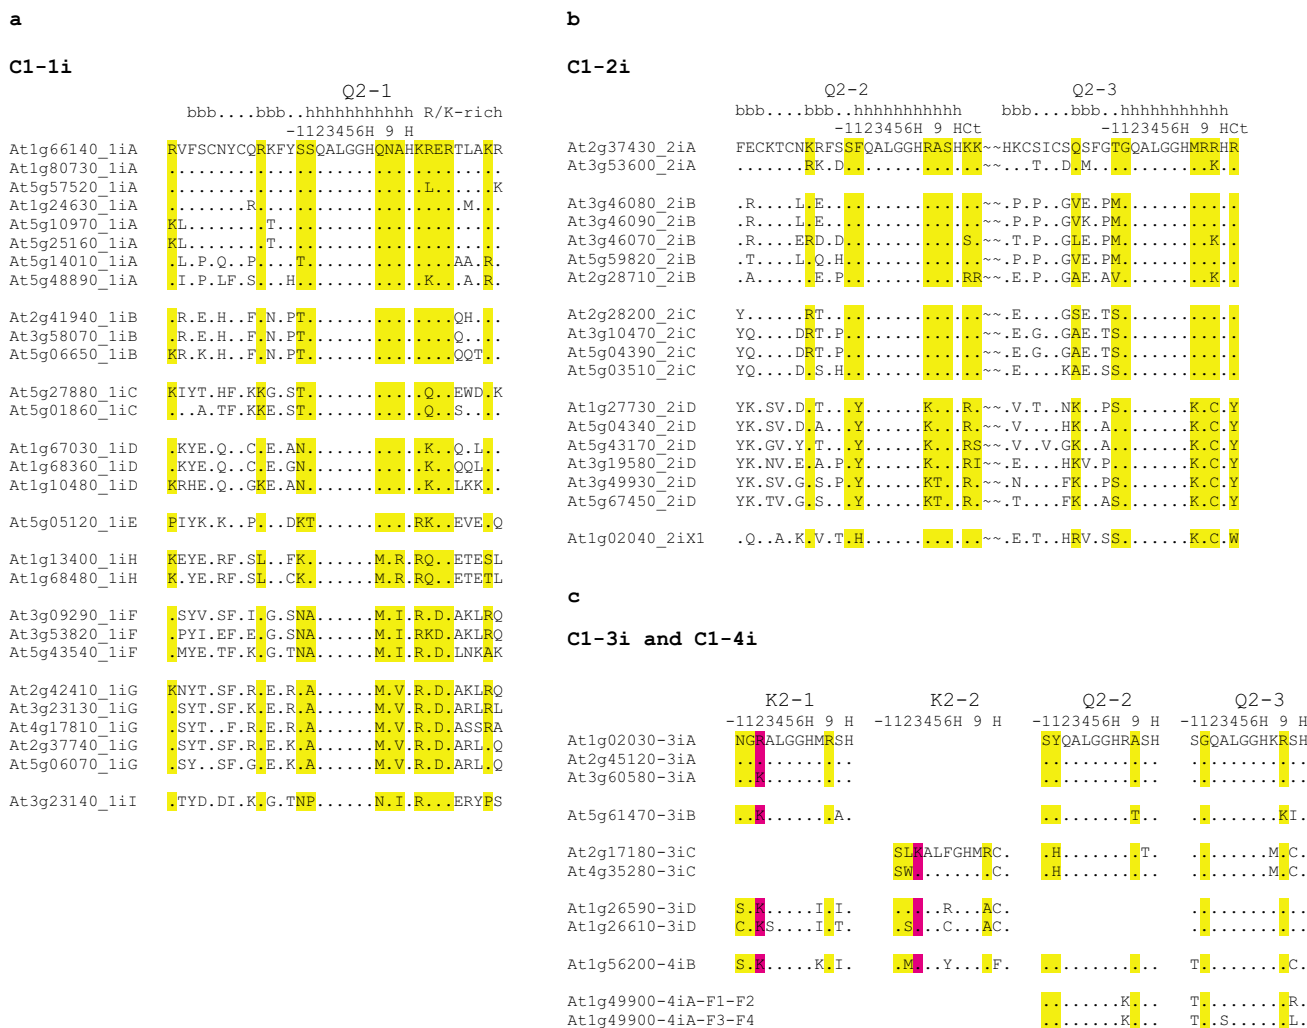 a
C1-1i
Q2-1
bbb....bbb..hhhhhhhhhhh R/K-rich
-1123456H 9 H
At1g66140_1iA RVFSCNYCQRKFYSSQALGGHQNAHKRERTLAKR
At1g80730_1iA ..................................
At5g57520_1iA ..........................L......K
At1g24630_1iA ........R.....................M...
At5g10970_1iA KL........T.......................
At5g25160_1iA KL........T.......................
At5g14010_1iA .L.P.Q..P....T...............AA.R.
At5g48890_1iA .I.P.LF.S...H.............K...A.R.
At2g41940_1iB .R.E.H..F.N.PT...............QH...
At3g58070_1iB .R.E.H..F.N.PT...............Q....
At5g06650_1iB KR.K.H..F.N.PT...............QQT..
At5g27880_1iC KIYT.HF.KKG.ST............Q..EWD.K
At5g01860_1iC ...A.TF.KKE.ST............Q..S....
At1g67030_1iD .KYE.Q..C.E.AN............K..Q.L..
At1g68360_1iD .KYE.Q..C.E.GN............K..QQL..
At1g10480_1iD KRHE.Q..GKE.AN............K..LKK..
At5g05120_1iE PIYK.K..P...DKT..........RK..EVE.Q
At1g13400_1iH KEYE.RF.SL..FK.......M.R.RQ..ETESL
At1g68480_1iH K.YE.RF.SL..CK.......M.R.RQ..ETETL
At3g09290_1iF .SYV.SF.I.G.SNA......M.I.R.D.AKLRQ
At3g53820_1iF .PYI.EF.E.G.SNA......M.I.RKD.AKLRQ
At5g43540_1iF .MYE.TF.K.G.TNA......M.I.R.D.LNKAK
At2g42410_1iG KNYT.SF.R.E.R.A......M.V.R.D.AKLRQ
At3g23130_1iG .SYT.SF.K.E.R.A......M.V.R.D.ARLRL
At4g17810_1iG .SYT..F.R.E.R.A......M.V.R.D.ASSRA
At2g37740_1iG .SYT.SF.R.E.R.A......M.V.R.D.ARL.Q
At5g06070_1iG .SY..SF.G.E.K.A......M.V.R.D.ARL.Q
At3g23140_1iI .TYD.DI.K.G.TNP......N.I.R...ERYPS
b
C1-2i
Q2-2 Q2-3
bbb....bbb..hhhhhhhhhhh bbb....bbb..hhhhhhhhhhh
-1123456H 9 HCt -1123456H 9 HCt
At2g37430_2iA FECKTCNKRFSSFQALGGHRASHKK~~HKCSICSQSFGTGQALGGHMRRHR
At3g53600_2iA .......RK.D..............~~...T..D.M............K..
At3g46080_2iB .R....L.E................~~.P.P..GVE.PM............
At3g46090_2iB .R....L.E................~~.P.P..GVK.PM............
At3g46070_2iB .R.....ERD.D............S.~~.T.P..GLE.PM.........K..
At5g59820_2iB .T....L.Q.H..............~~.E.P..GVE.PM............
At2g28710_2iB .A......E.P............RR~~.E.P..GAE.AV.........K..
At2g28200_2iC Y......RT................~~.E....GSE.TS............
At3g10470_2iC YQ....DRT.P..............~~.E.G..GAE.TS............
At5g04390_2iC YQ....DRT.P..............~~.E.G..GAE.TS............
At5g03510_2iC YQ....D.S.H..............~~.E....KAE.SS............
At1g27730_2iD YK.SV.D.T...Y......K...R.~~.V.T..NK..PS.......K.C.Y
At5g04340_2iD YK.SV.D.A...Y......K...R.~~.V....HK..A........K.C.Y
At5g43170_2iD YK.GV.Y.T...Y......K...RS~~.V..V.GK..A........K.C.Y
At3g19580_2iD YK.NV.E.A.P.Y......K...RI~~.E....HKV.P........K.C.Y
At3g49930_2iD YK.SV.G.S.P.Y......KT..R.~~.N....FK..PS.......K.C.Y
At5g67450_2iD YK.TV.G.S...Y......KT..R.~~.T....FK..AS.......K.C.Y
At1g02040_2iX1 .Q..A.K.V.T.H............~~.E.T..HRV.SS.......K.C.W
c
C1-3i and C1-4i
K2-1 K2-2 Q2-2 Q2-3
-1123456H 9 H -1123456H 9 H -1123456H 9 H -1123456H 9 H
At1g02030-3iA NGRALGGHMRSH SYQALGGHRASH SGQALGGHKRSH
At2g45120-3iA ............ ............ ............
At3g60580-3iA ..K......... ............ ............
At5g61470-3iB ..K.......A. .........T.. .........KI.
At2g17180-3iC SLKALFGHMRC. .H........T. ........M.C.
At4g35280-3iC SW........C. .H.......... ........M.C.
At1g26590-3iD S.K.....I.I. .....R...AC. ............
At1g26610-3iD C.KS....I.T. .S...C...AC. ............
At1g56200-4iB S.K.....K.I. .M...Y....F. ............ T.........C.
At1g49900-4iA-F1-F2 ........K... T.........R.
At1g49900-4iA-F3-F4 ........K... T..S......L.